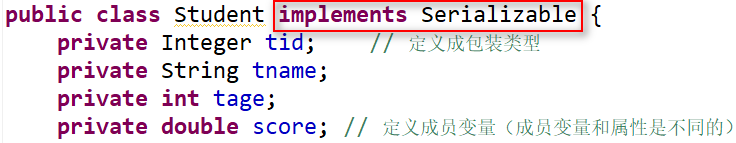 public class Student implements Serializable {
private Integer tid; // 定义成包装类型
private String tname;
private int tage;
private double score; // 定义成员变量（成员变量和属性是不同的）